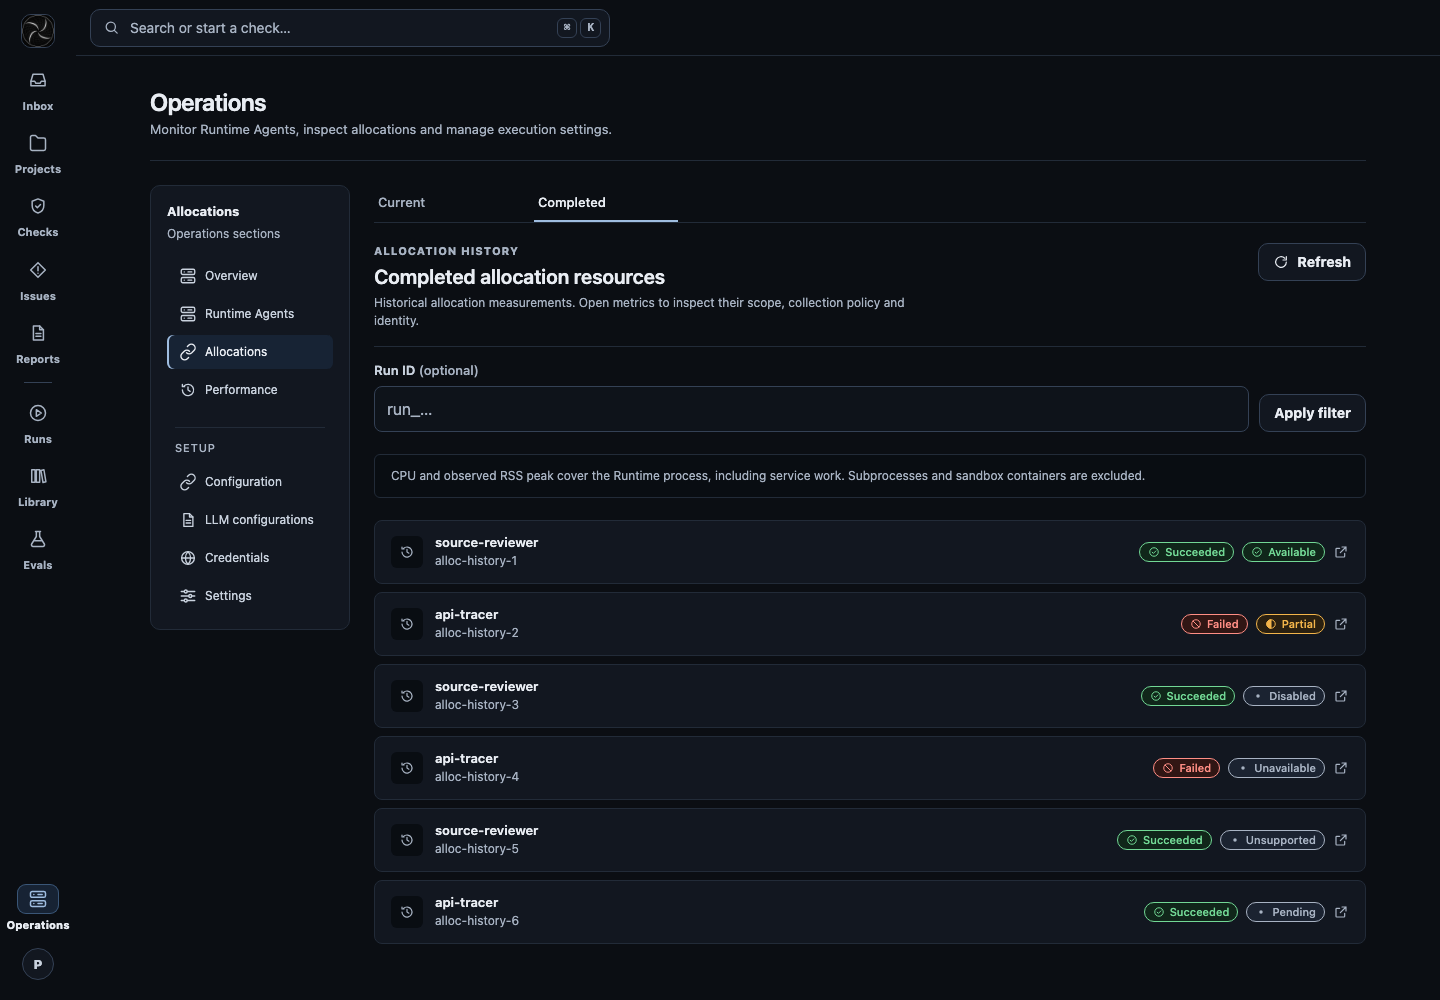 Search or start a check...
⌘ K
Inbox
Projects
Checks
Issues
Reports
Runs
Library
Evals
Operations
P
Operations
Monitor Runtime Agents, inspect allocations and manage execution settings.
Allocations
Operations sections
Overview
Runtime Agents
Allocations
Performance
SETUP
Configuration
LLM configurations
Credentials
Settings
Current
Completed
ALLOCATION HISTORY
Completed allocation resources
Historical allocation measurements. Open metrics to inspect their scope, collection policy and
identity.
Refresh
Run ID (optional)
run_...
Apply filter
CPU and observed RSS peak cover the Runtime process, including service work. Subprocesses and sandbox containers are excluded.
source-reviewer
alloc-history-1
Succeeded
Available
api-tracer
alloc-history-2
Failed
Partial
source-reviewer
alloc-history-3
Succeeded
Disabled
api-tracer
alloc-history-4
Failed
Unavailable
source-reviewer
alloc-history-5
Succeeded
Unsupported
api-tracer
alloc-history-6
Succeeded
Pending